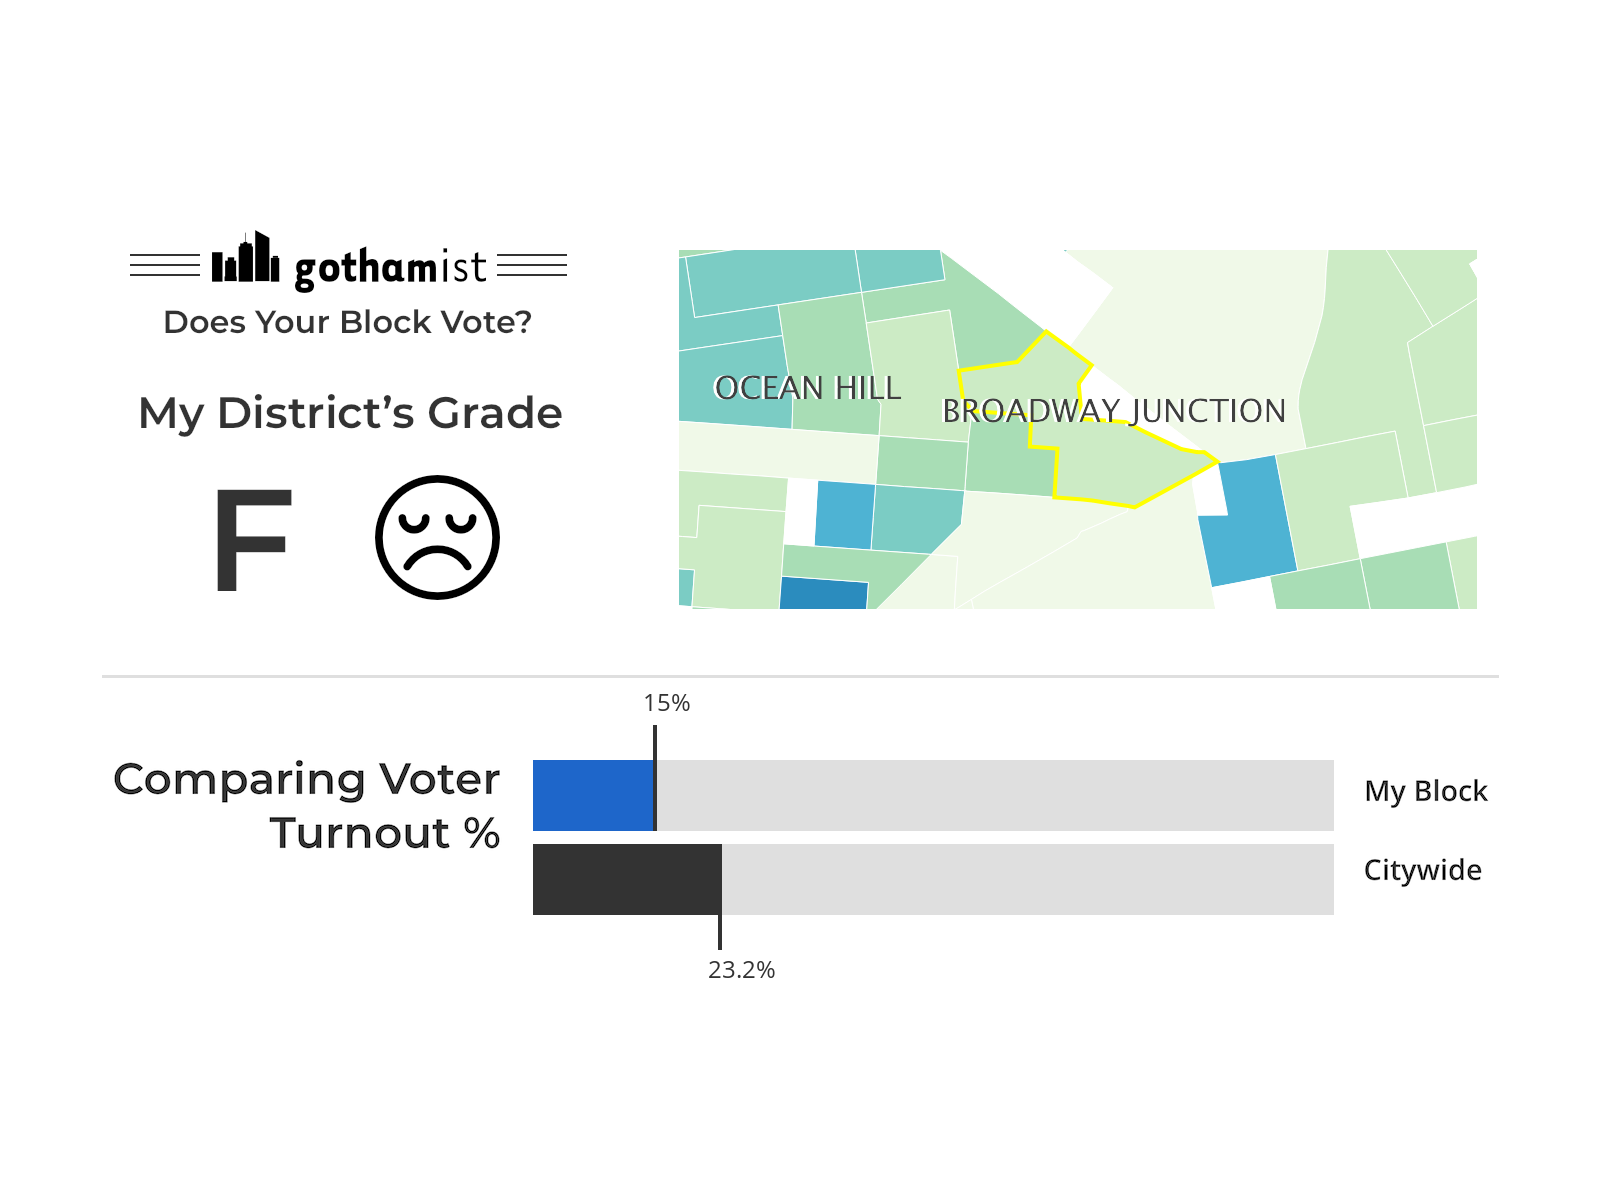 gothamist
Does Your Block Vote?
My District's Grade
F
OCEAN HILL
BROADWAY JUNCTION
15%
Comparing Voter
Turnout %
My Block
Citywide
23.2%